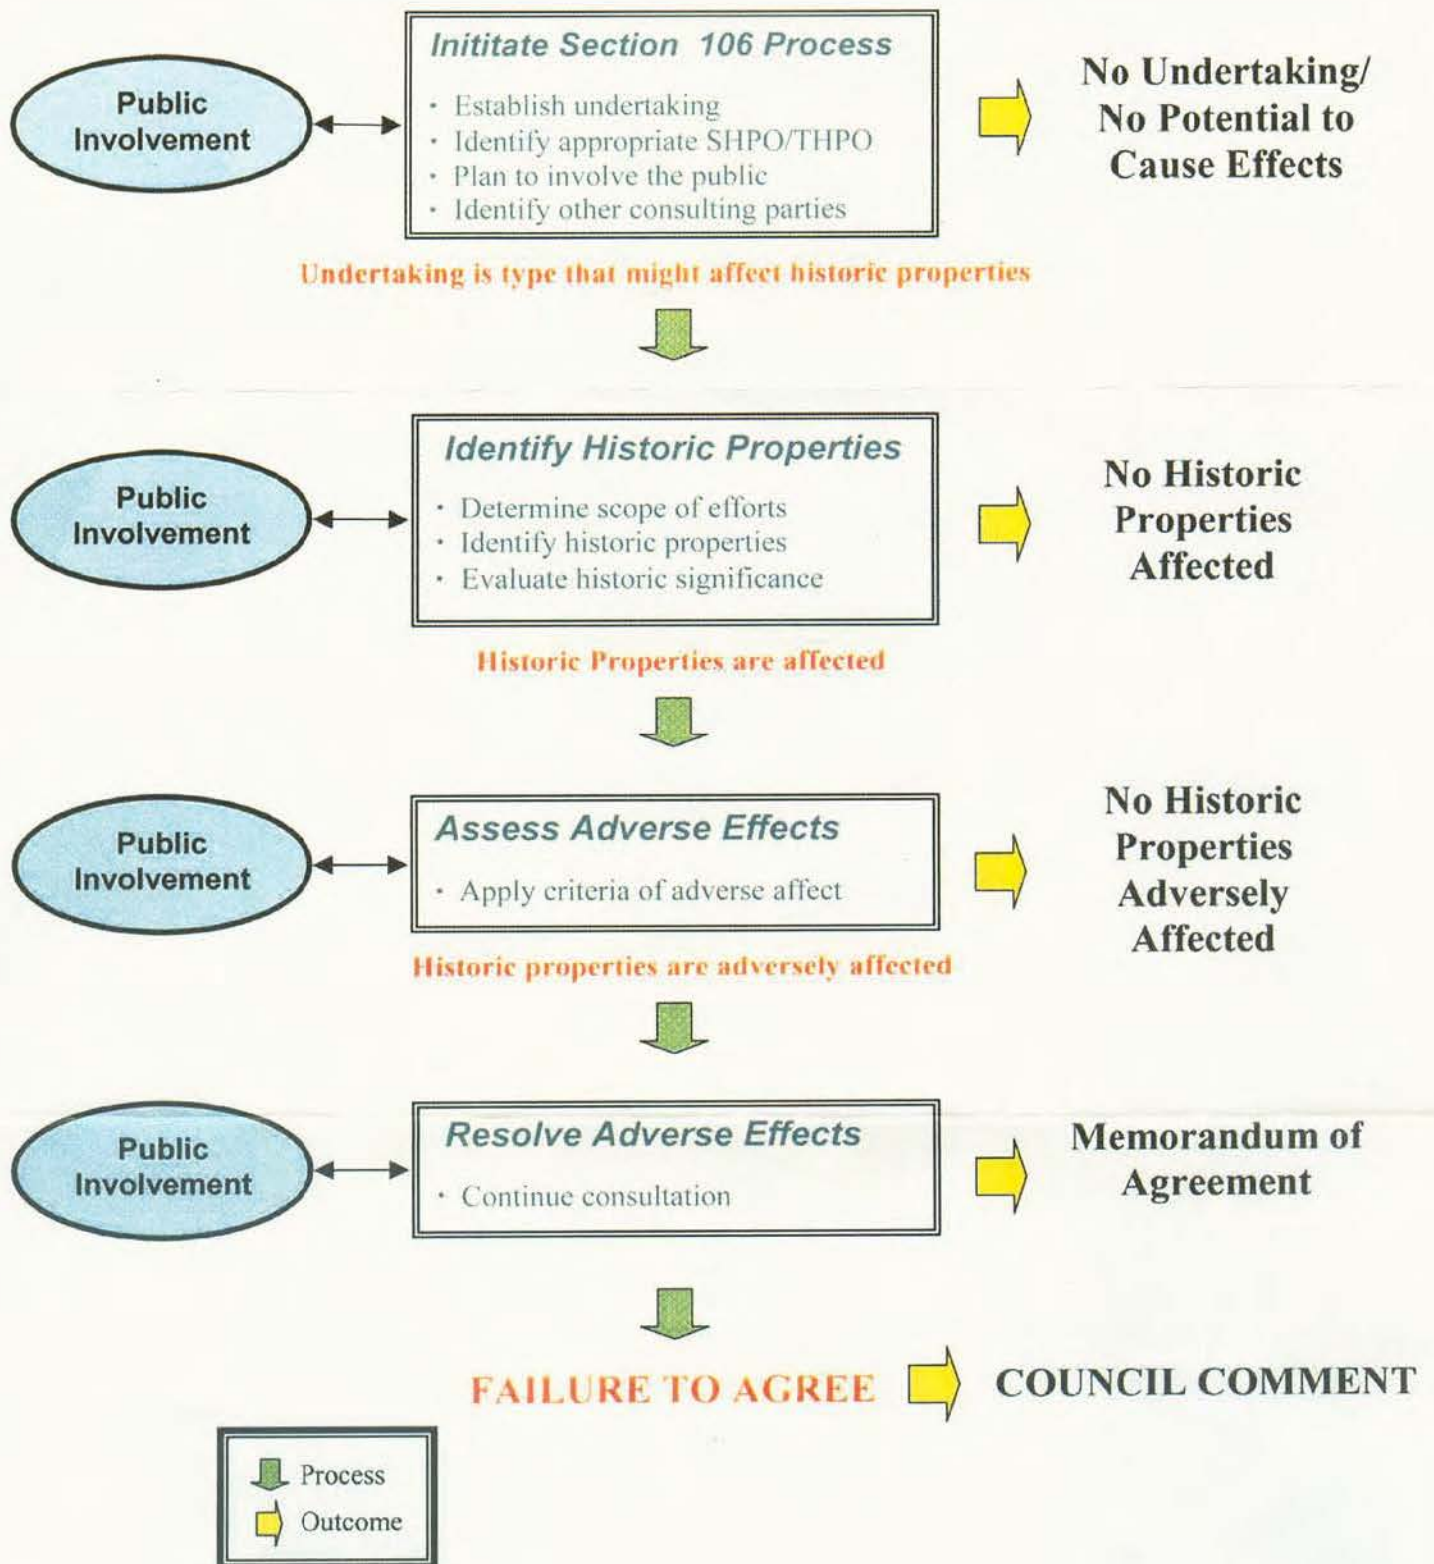 Public
Involvement
Inititate Section 106 Process
· Establish undertaking
· Identify appropriate SHPO/THPO
· Plan to involve the public
· Identify other consulting parties
No Undertaking/
No Potential to
Cause Effects
Undertaking is type that might affect historic properties
Public
Involvement
Identify Historic Properties
· Determine scope of efforts
· Identify historic properties
· Evaluate historic significance
No Historic
Properties
Affected
Historic Properties are affected
Public
Involvement
Assess Adverse Effects
· Apply criteria of adverse affect
No Historic
Properties
Adversely
Affected
Historic properties are adversely affected
Public
Involvement
Resolve Adverse Effects
· Continue consultation
Memorandum of
Agreement
FAILURE TO AGREE
COUNCIL COMMENT
Process
Outcome